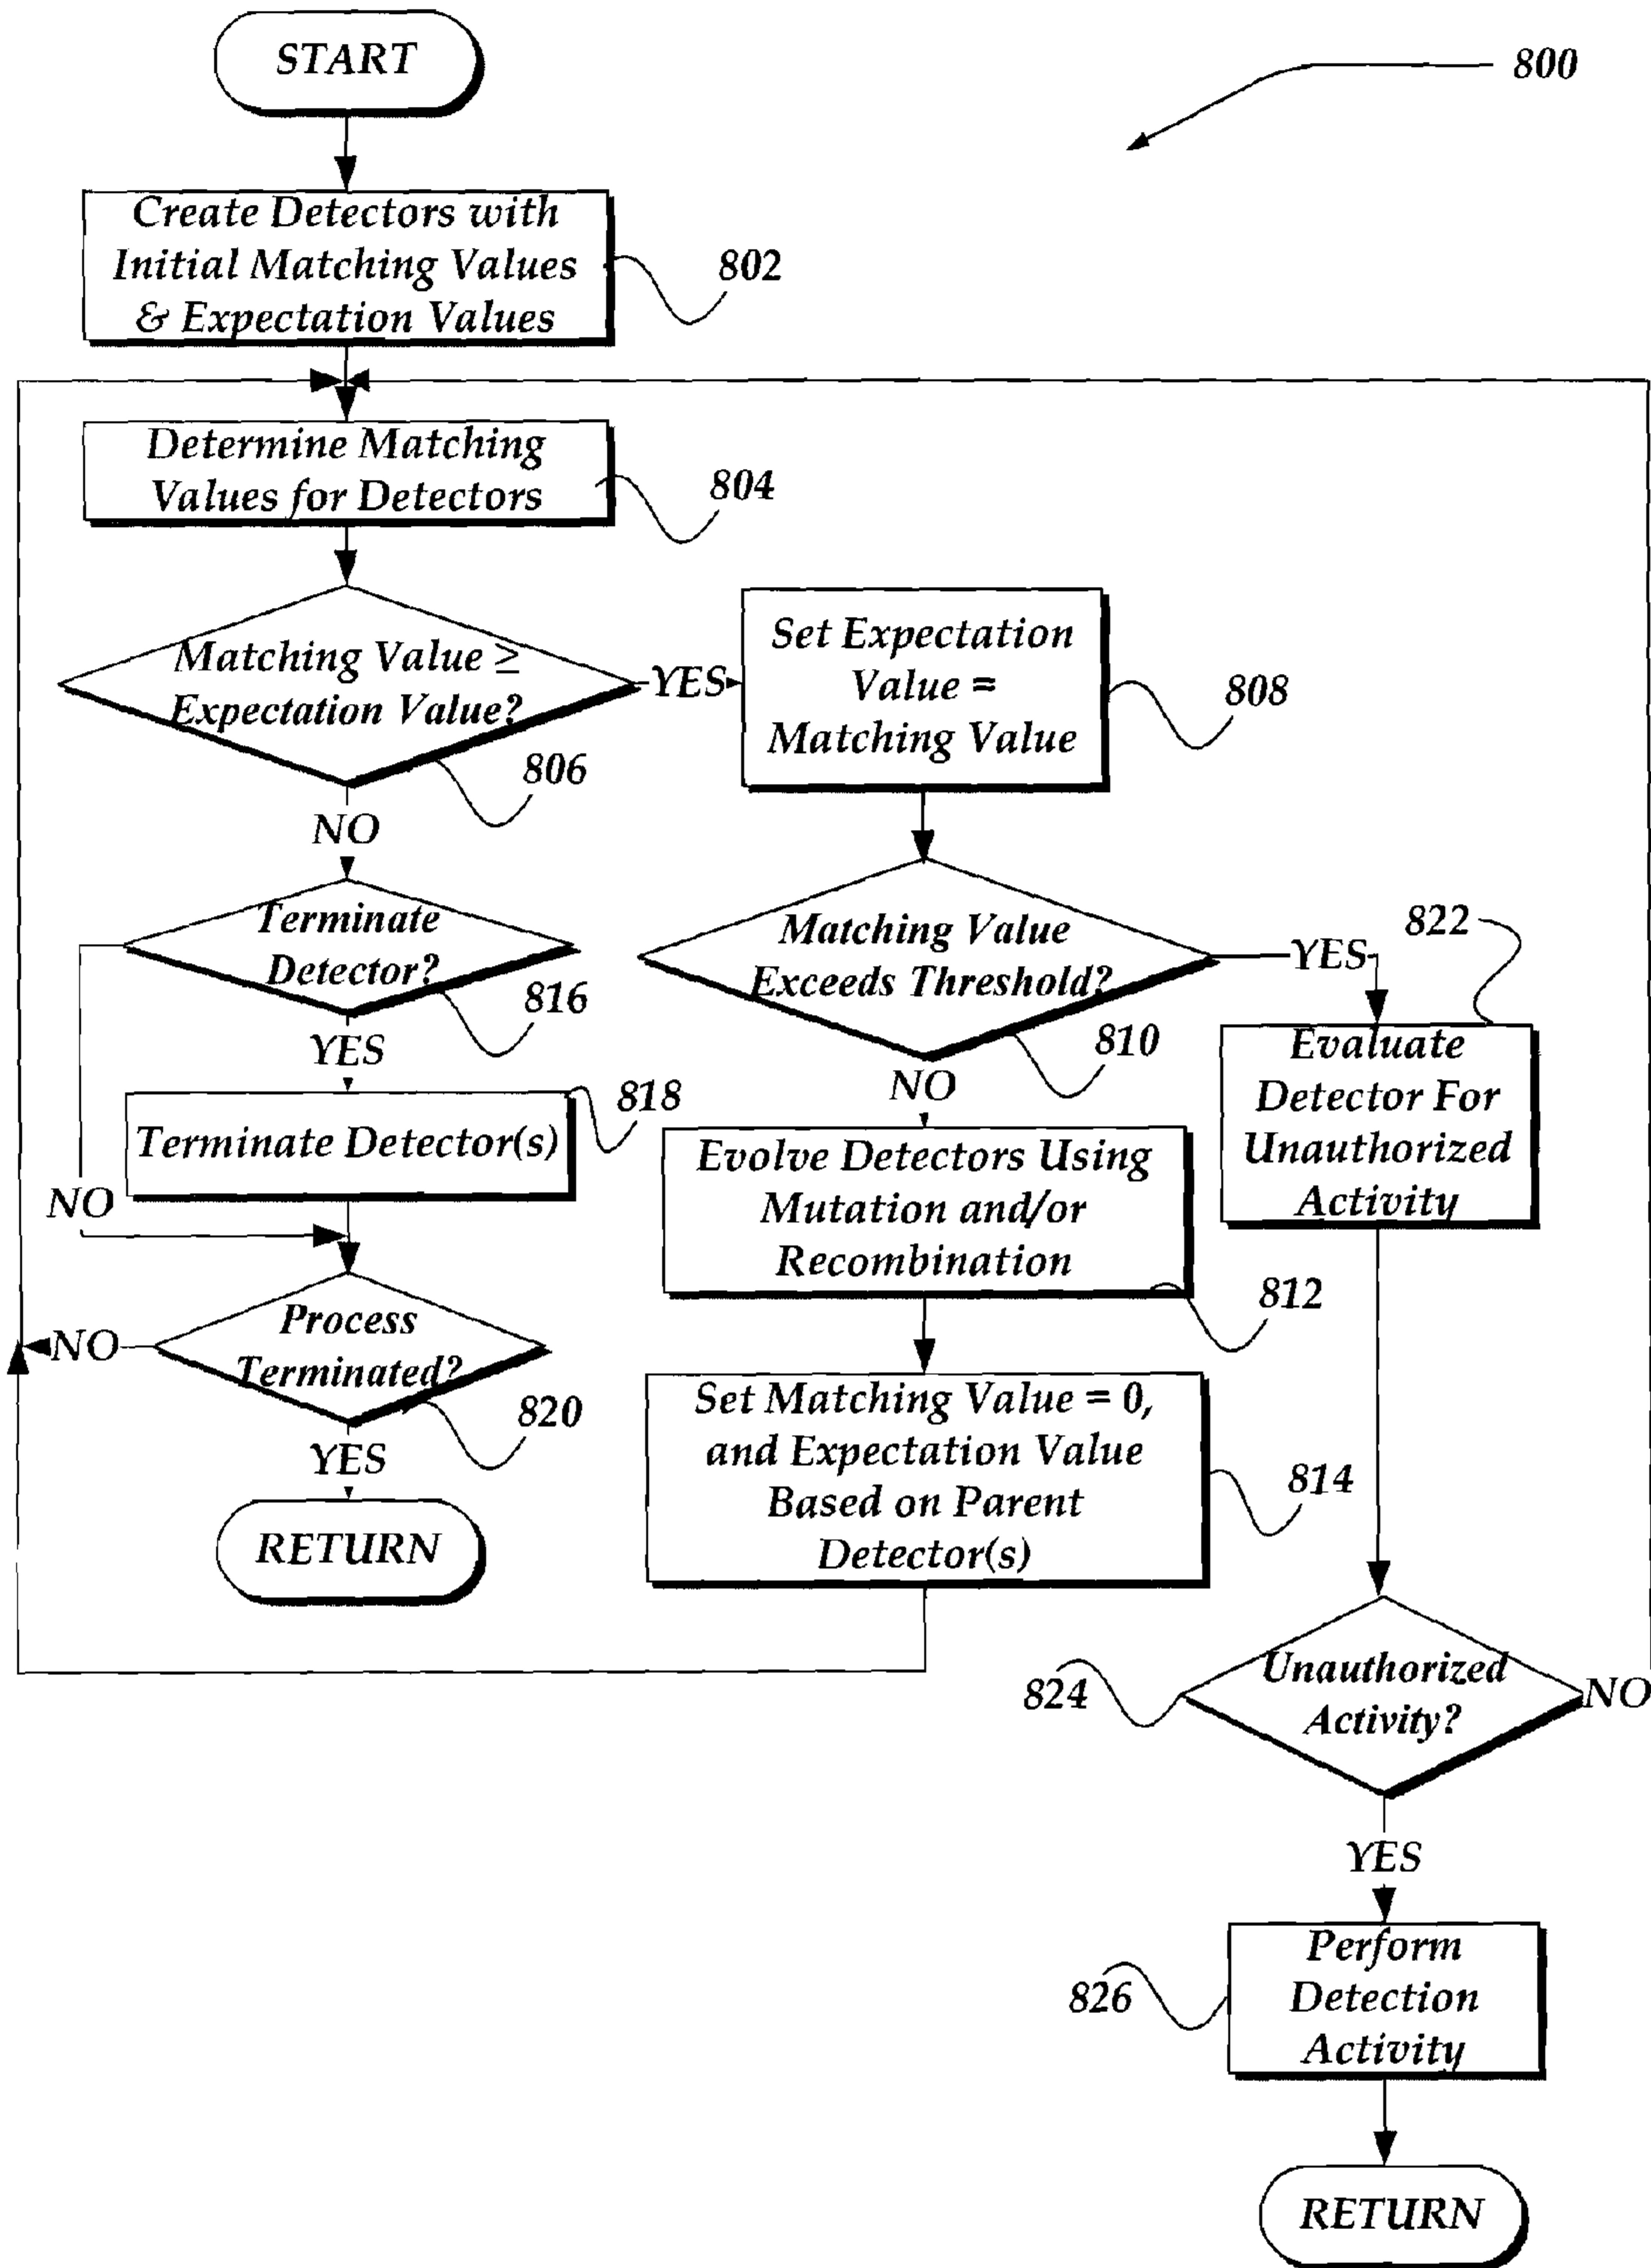 START
800
Create Detectors with
Initial Matching Values
& Expectation Values
802
Determine Matching
Values for Detectors
804
Matching Value ≥
Expectation Value?
806
YES
Set Expectation
Value =
Matching Value
808
NO
Terminate
Detector?
816
Matching Value
Exceeds Threshold?
810
YES
822
Evaluate
Detector For
Unauthorized
Activity
YES
Terminate Detector(s)
818
NO
NO
Evolve Detectors Using
Mutation and/or
Recombination
812
Process
Terminated?
820
NO
Set Matching Value = 0,
and Expectation Value
Based on Parent
Detector(s)
814
YES
RETURN
Unauthorized
Activity?
824
NO
YES
Perform
Detection
Activity
826
RETURN